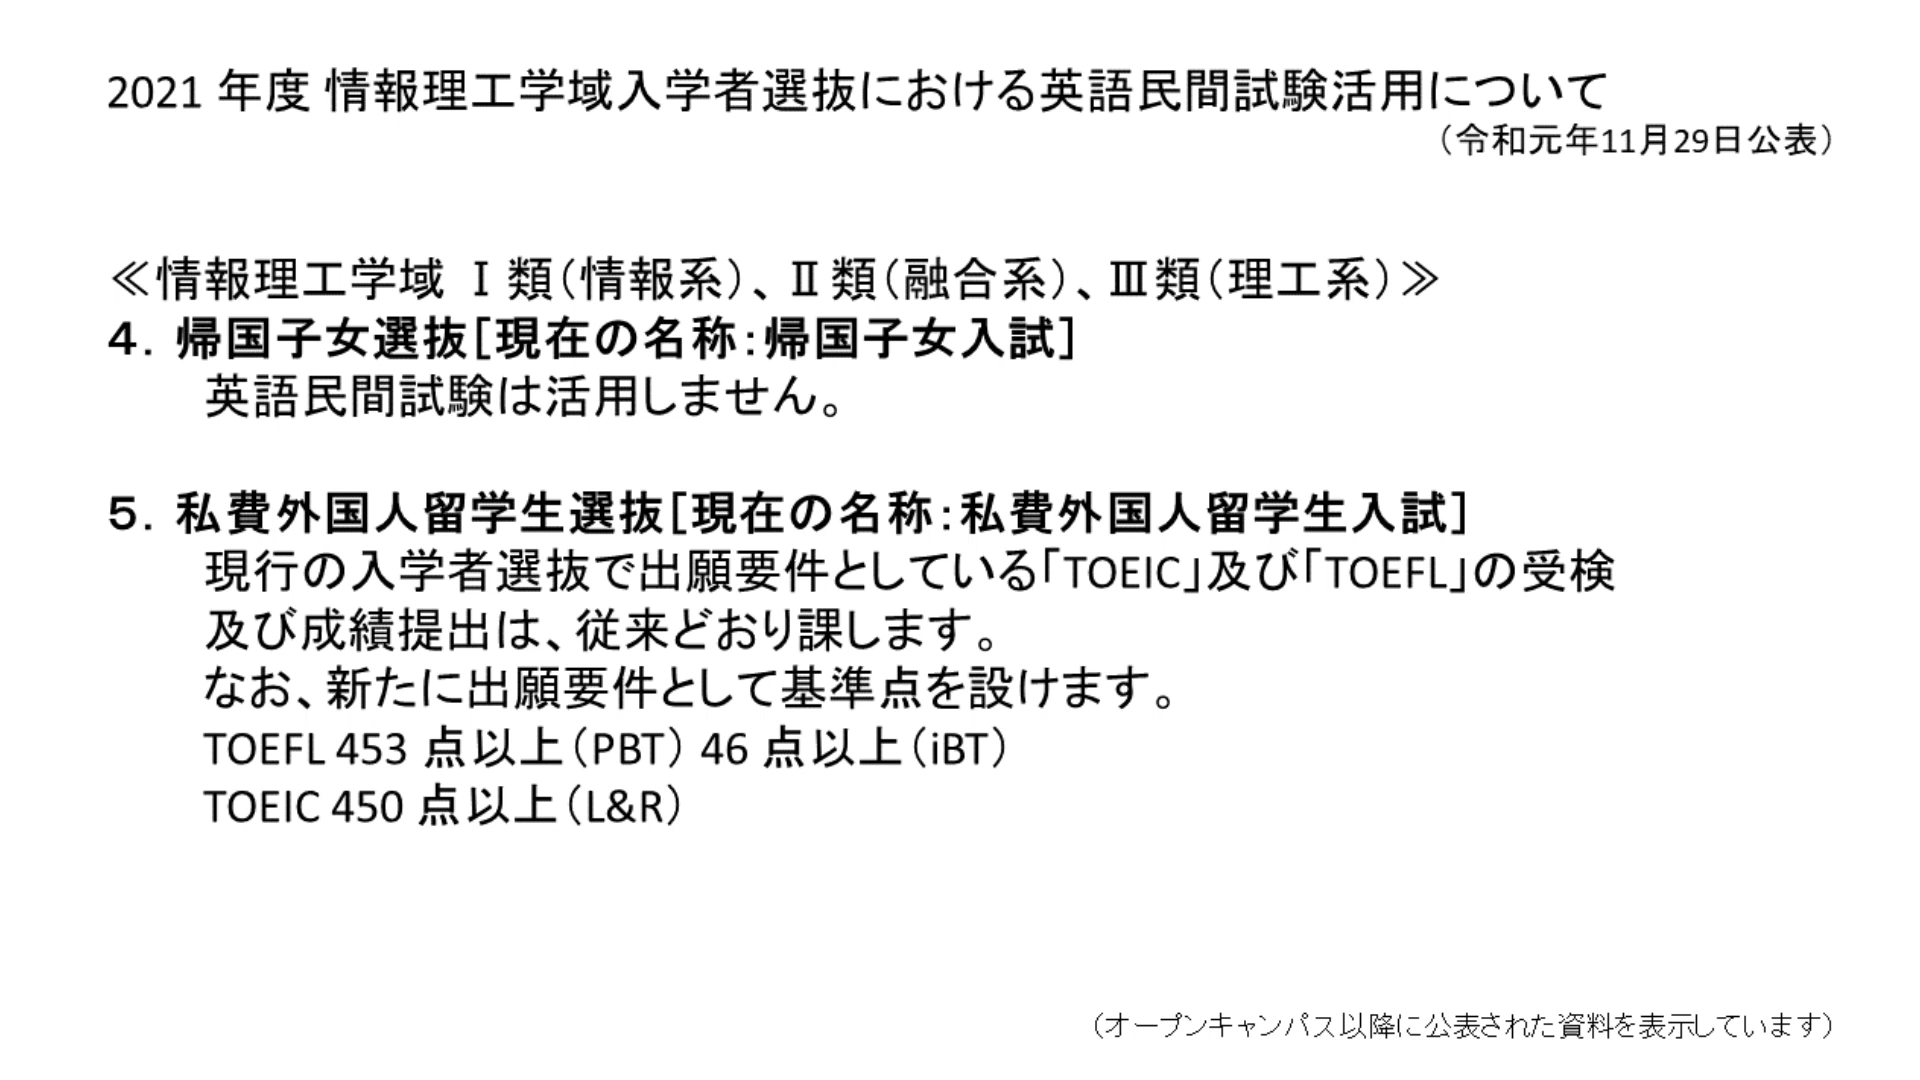 2021 年度 情報理工学域入学者選抜における英語民間試験活用について
（令和元年11月29日公表）
≪情報理工学域 Ⅰ類（情報系）、Ⅱ類（融合系）、Ⅲ類（理工系）≫
４．帰国子女選抜［現在の名称：帰国子女入試］
英語民間試験は活用しません。
５．私費外国人留学生選抜［現在の名称：私費外国人留学生入試］
現行の入学者選抜で出願要件としている「TOEIC」及び「TOEFL」の受検
及び成績提出は、従来どおり課します。
なお、新たに出願要件として基準点を設けます。
TOEFL 453 点以上（PBT） 46 点以上（iBT）
TOEIC 450 点以上（L&R）
（オープンキャンパス以降に公表された資料を表示しています）